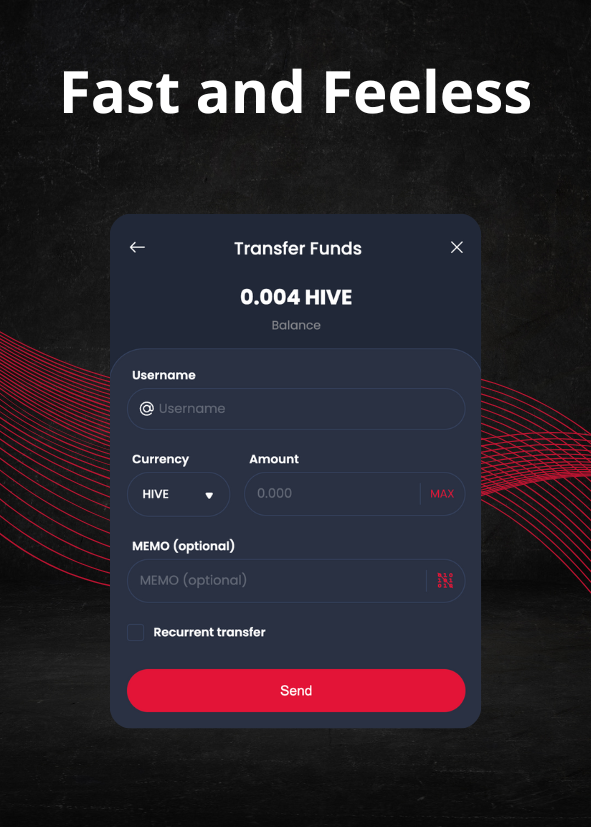 Fast and Feeless
Transfer Funds
0.004 HIVE
Balance
Username
@ Username
Currency Amount
HIVE 0.000 MAX
MEMO (optional)
MEMO (optional)
Recurrent transfer
Send